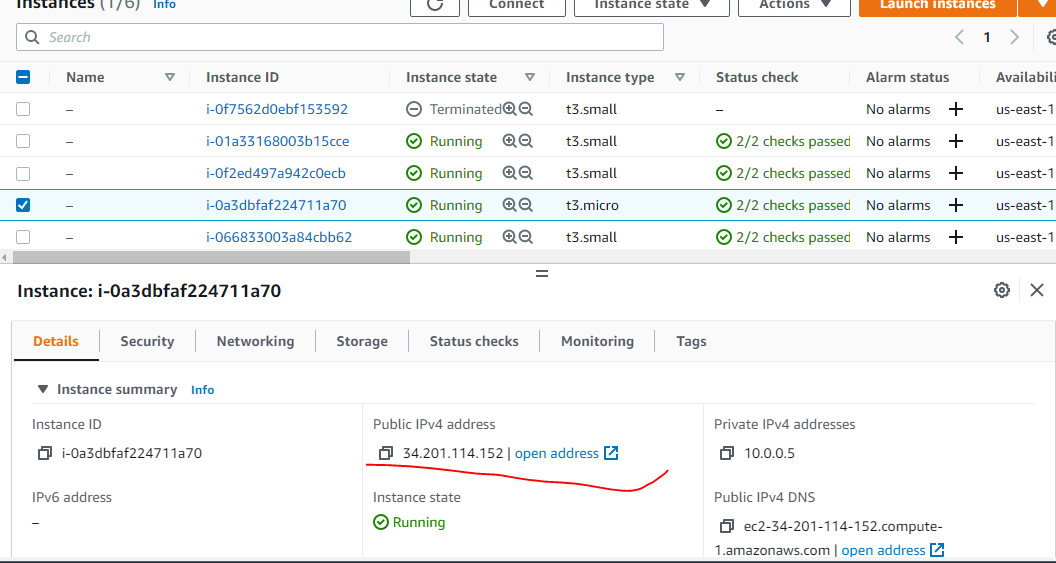 Instances (1/6) Info
Connect Instance state Actions Launch instances
Search 1
Name Instance ID Instance state Instance type Status check Alarm status Availabili
– i-0f7562d0ebf153592 Terminated t3.small – No alarms us-east-1
– i-01a33168003b15cce Running t3.small 2/2 checks passed No alarms us-east-1
– i-0f2ed497a942c0ecb Running t3.small 2/2 checks passed No alarms us-east-1
– i-0a3dbfaf224711a70 Running t3.micro 2/2 checks passed No alarms us-east-1
– i-066833003a84cbb62 Running t3.small 2/2 checks passed No alarms us-east-1
Instance: i-0a3dbfaf224711a70
Details Security Networking Storage Status checks Monitoring Tags
Instance summary Info
Instance ID Public IPv4 address Private IPv4 addresses
i-0a3dbfaf224711a70 34.201.114.152 | open address 10.0.0.5
IPv6 address Instance state Public IPv4 DNS
– Running ec2-34-201-114-152.compute-
1.amazonaws.com | open address